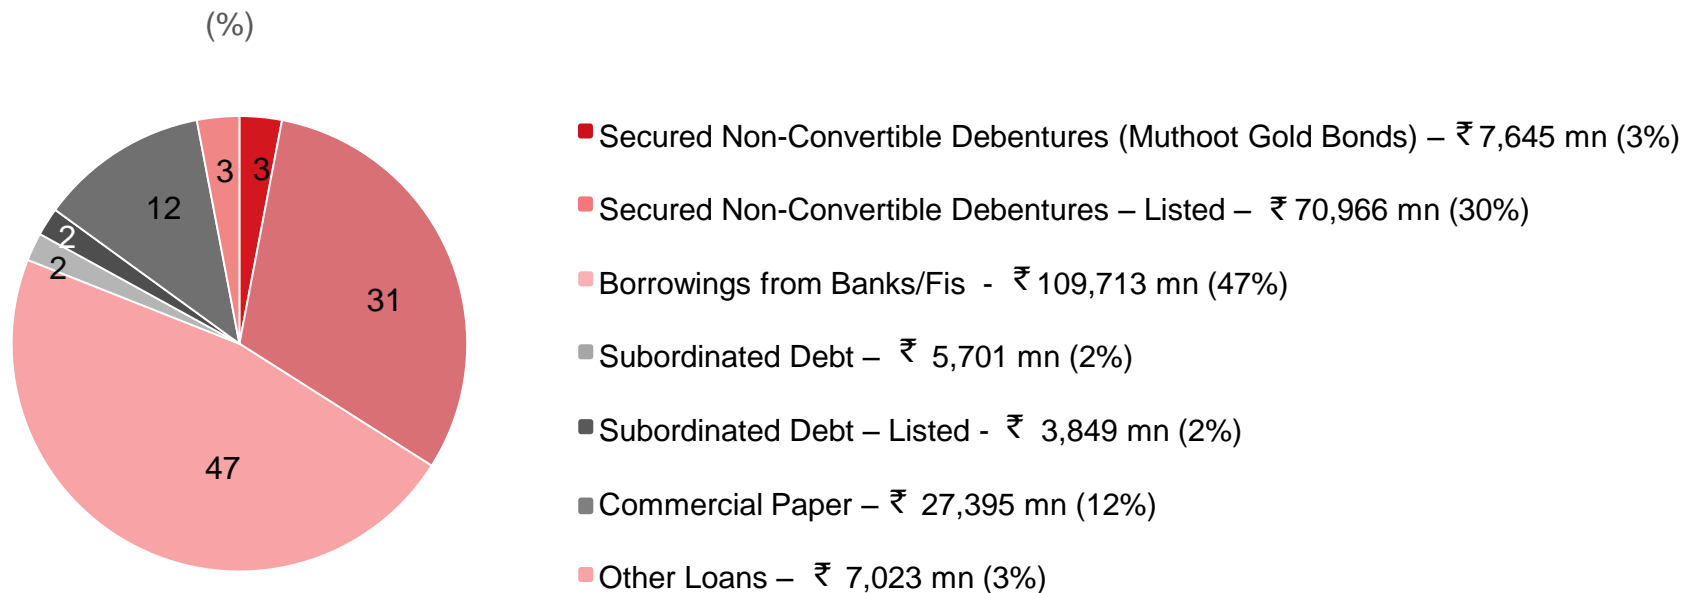 (%)
3
3
12
2
2
31
47
Secured Non-Convertible Debentures (Muthoot Gold Bonds) – ₹ 7,645 mn (3%)
Secured Non-Convertible Debentures – Listed – ₹ 70,966 mn (30%)
Borrowings from Banks/Fis - ₹ 109,713 mn (47%)
Subordinated Debt – ₹ 5,701 mn (2%)
Subordinated Debt – Listed - ₹ 3,849 mn (2%)
Commercial Paper – ₹ 27,395 mn (12%)
Other Loans – ₹ 7,023 mn (3%)